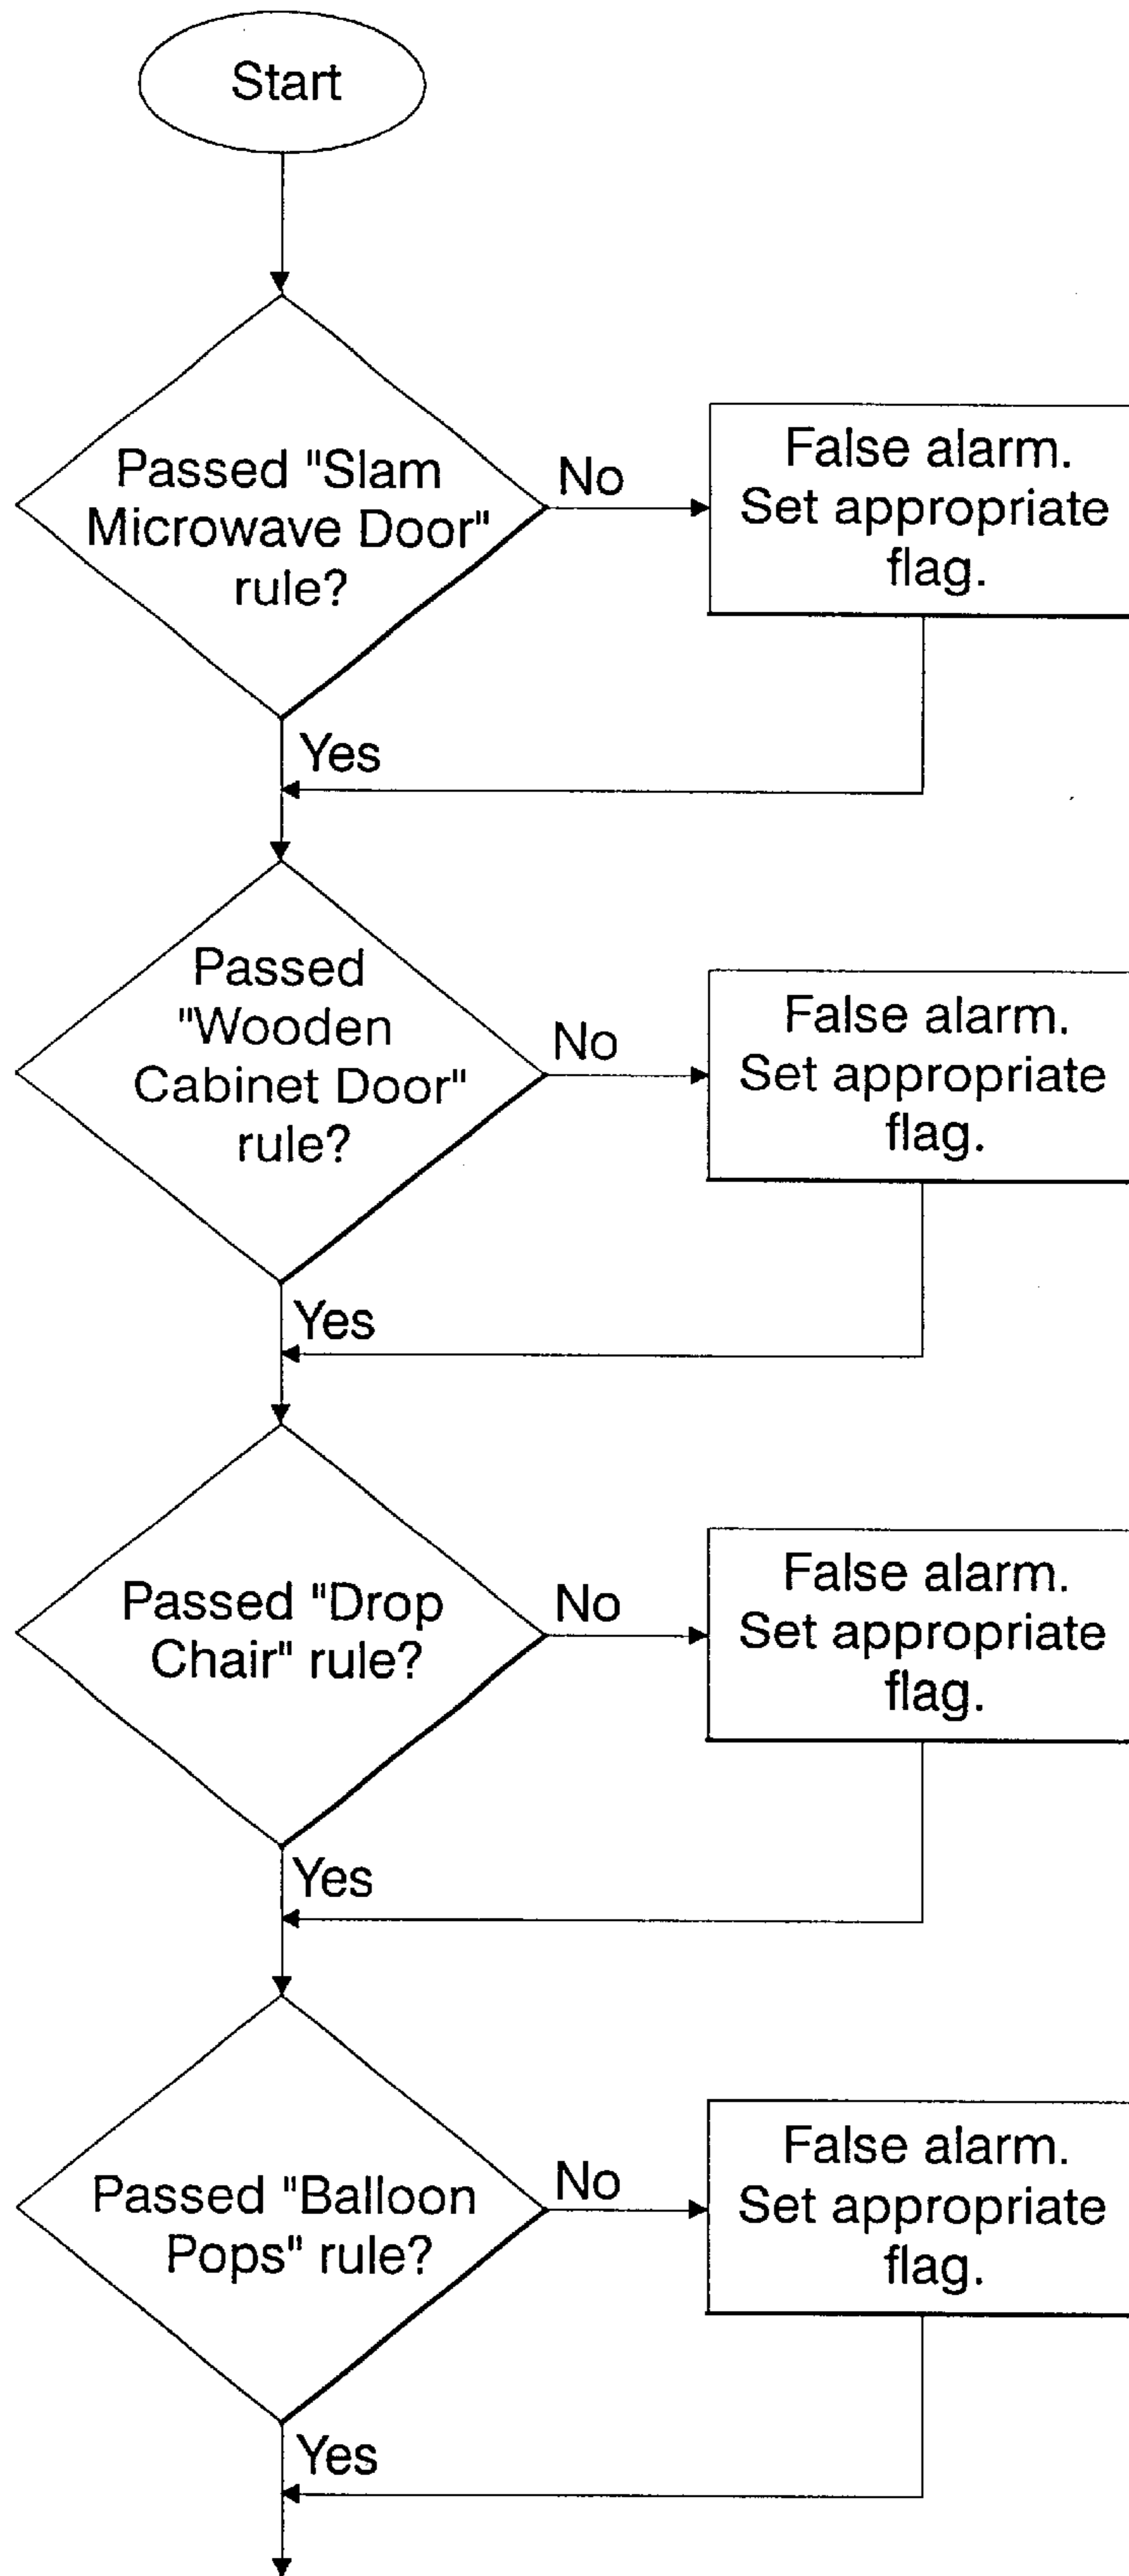 Start
Passed "Slam
Microwave Door"
rule?
No
False alarm.
Set appropriate
flag.
Yes
Passed
"Wooden
Cabinet Door"
rule?
No
False alarm.
Set appropriate
flag.
Yes
Passed "Drop
Chair" rule?
No
False alarm.
Set appropriate
flag.
Yes
Passed "Balloon
Pops" rule?
No
False alarm.
Set appropriate
flag.
Yes